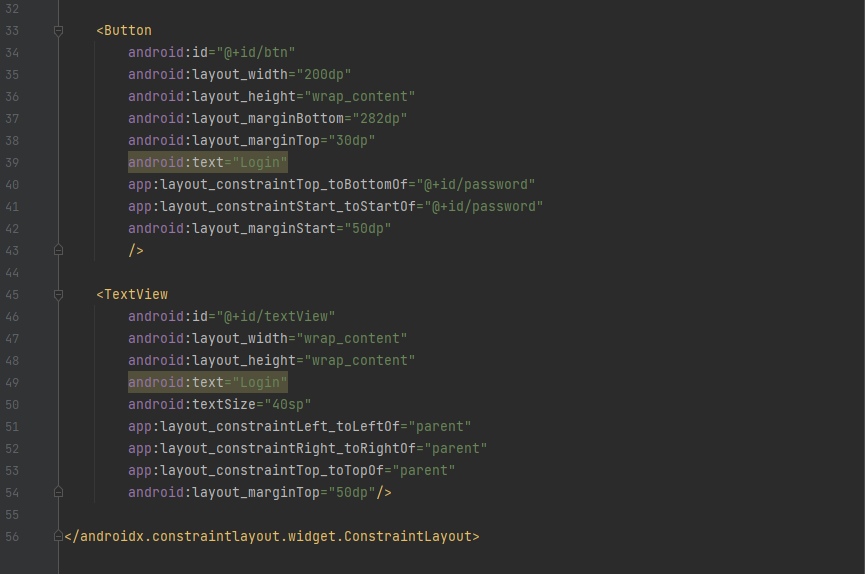 32
33 <Button
34 android:id="@+id/btn"
35 android:layout_width="200dp"
36 android:layout_height="wrap_content"
37 android:layout_marginBottom="282dp"
38 android:layout_marginTop="30dp"
39 android:text="Login"
40 app:layout_constraintTop_toBottomOf="@+id/password"
41 app:layout_constraintStart_toStartOf="@+id/password"
42 android:layout_marginStart="50dp"
43 />
44
45 <TextView
46 android:id="@+id/textView"
47 android:layout_width="wrap_content"
48 android:layout_height="wrap_content"
49 android:text="Login"
50 android:textSize="40sp"
51 app:layout_constraintLeft_toLeftOf="parent"
52 app:layout_constraintRight_toRightOf="parent"
53 app:layout_constraintTop_toTopOf="parent"
54 android:layout_marginTop="50dp"/>
55
56 </androidx.constraintlayout.widget.ConstraintLayout>